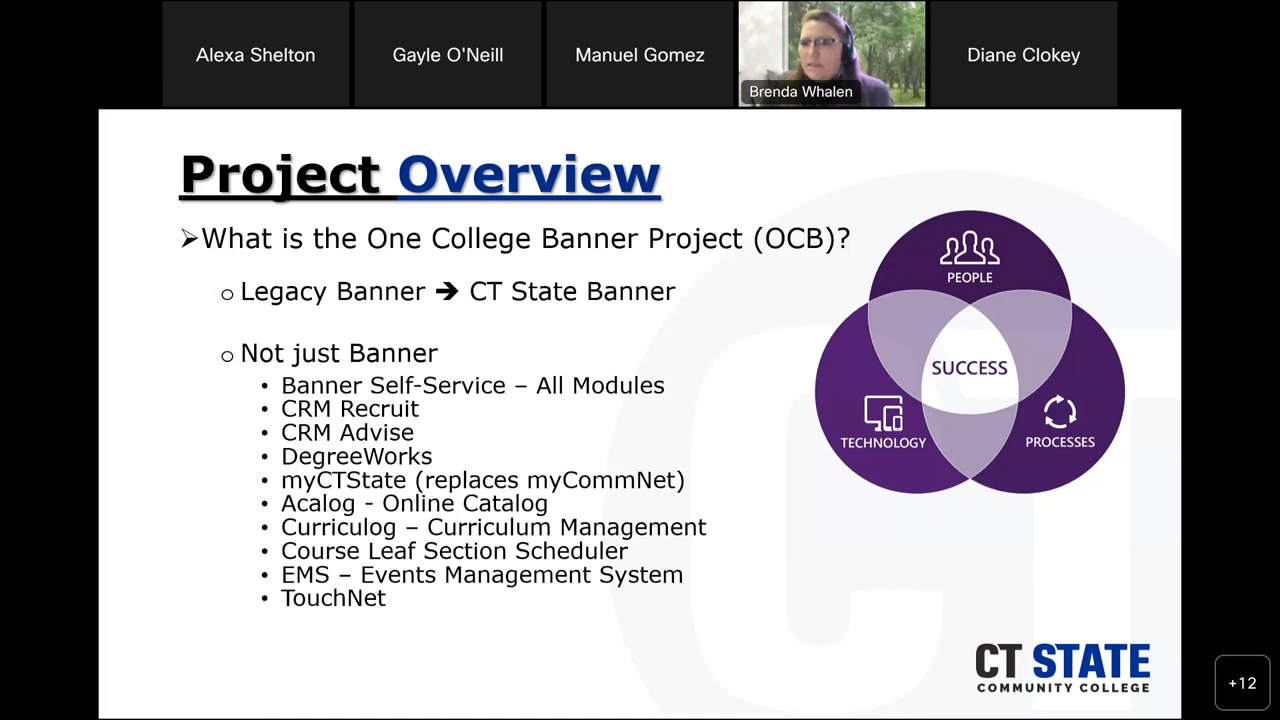 Alexa Shelton
Gayle O'Neill
Manuel Gomez
Brenda Whalen
Diane Clokey
Project Overview
➢What is the One College Banner Project (OCB)?
o Legacy Banner ➔ CT State Banner
o Not just Banner
• Banner Self-Service – All Modules
• CRM Recruit
• CRM Advise
• DegreeWorks
• myCTState (replaces myCommNet)
• Acalog - Online Catalog
• Curriculog – Curriculum Management
• Course Leaf Section Scheduler
• EMS – Events Management System
• TouchNet
PEOPLE
SUCCESS
TECHNOLOGY
PROCESSES
CT STATE
COMMUNITY COLLEGE
+12